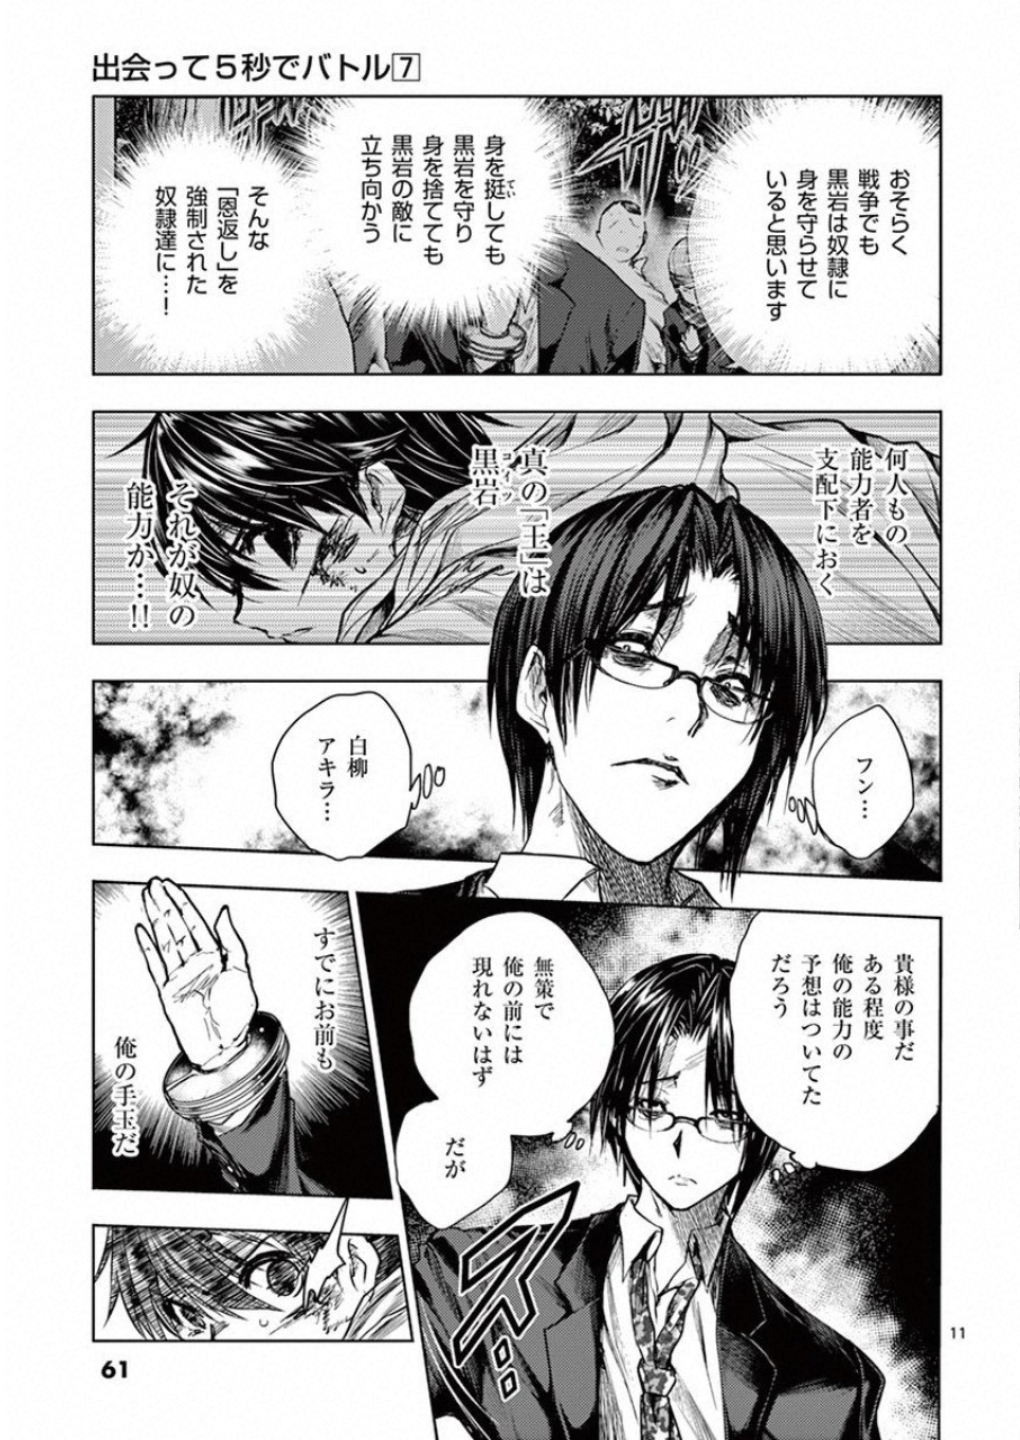 出会って5秒でバトル7
おそらく
戦争でも
黒岩は奴隷に
身を守らせて
いると思います
身を挺しても
てい
黒岩を守り
身を捨てても
黒岩の敵に
立ち向かう
そんな
「恩返し」を
強制された
奴隷達に…!
何人もの
能力者を
支配下におく
真の「王」は
黒岩
コイツ
それが奴の
能力か…!!
フン…
白柳
アキラ…
貴様の事だ
ある程度
俺の能力の
予想はついてた
だろう
無策で
俺の前には
現れないはず
だが
すでにお前も
俺の手玉だ
11
61